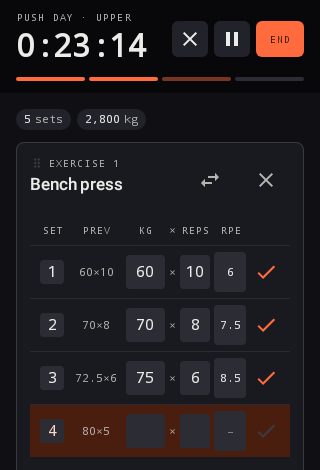 PUSH DAY · UPPER
0:23:14
END
5 sets 2,800 kg
EXERCISE 1
Bench press
SET PREV KG × REPS RPE
1 60×10 60 × 10 6
2 70×8 70 × 8 7.5
3 72.5×6 75 × 6 8.5
4 80×5 × –